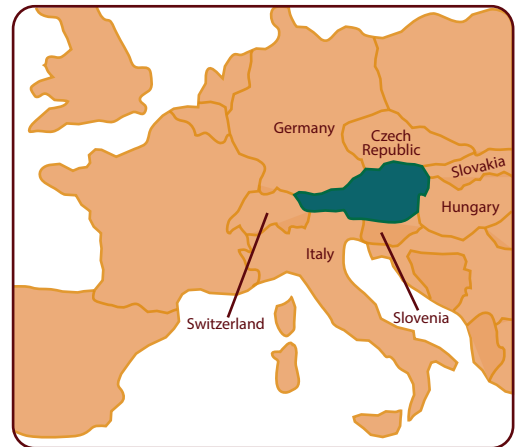 Germany
Czech
Republic
Slovakia
Hungary
Italy
Switzerland
Slovenia